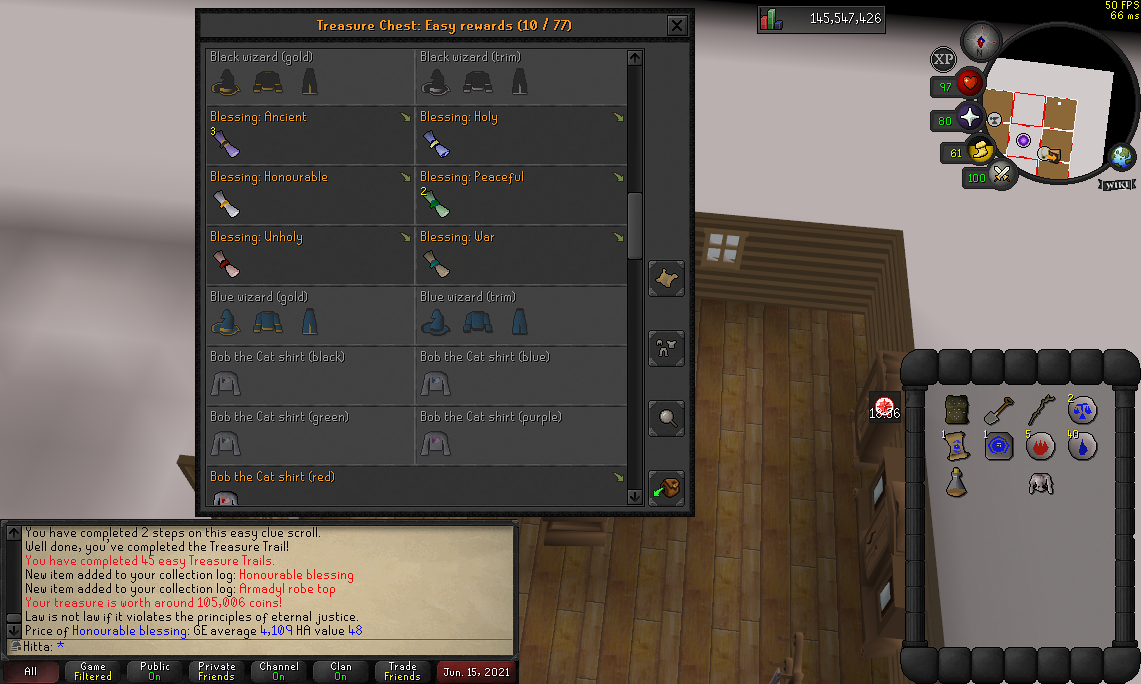 Treasure Chest: Easy rewards (10 / 77)
145,547,426
50 FPS
66 ms
Black wizard (gold)
Black wizard (trim)
Blessing: Ancient
Blessing: Holy
3
Blessing: Honourable
Blessing: Peaceful
2
Blessing: Unholy
Blessing: War
Blue wizard (gold)
Blue wizard (trim)
Bob the Cat shirt (black)
Bob the Cat shirt (blue)
Bob the Cat shirt (green)
Bob the Cat shirt (purple)
Bob the Cat shirt (red)
N
XP
97
80
61
100
WIKI
18:36
2
1
1
5
40
You have completed 2 steps on this easy clue scroll.
Well done, you've completed the Treasure Trail!
You have completed 45 easy Treasure Trails.
New item added to your collection log: Honourable blessing
New item added to your collection log: Armadyl robe top
Your treasure is worth around 105,006 coins!
Law is not law if it violates the principles of eternal justice.
Price of Honourable blessing: GE average 4,109 HA value 48
Hitta: *
All
Game
Filtered
Public
On
Private
Friends
Channel
On
Clan
On
Trade
Friends
Jun. 15, 2021